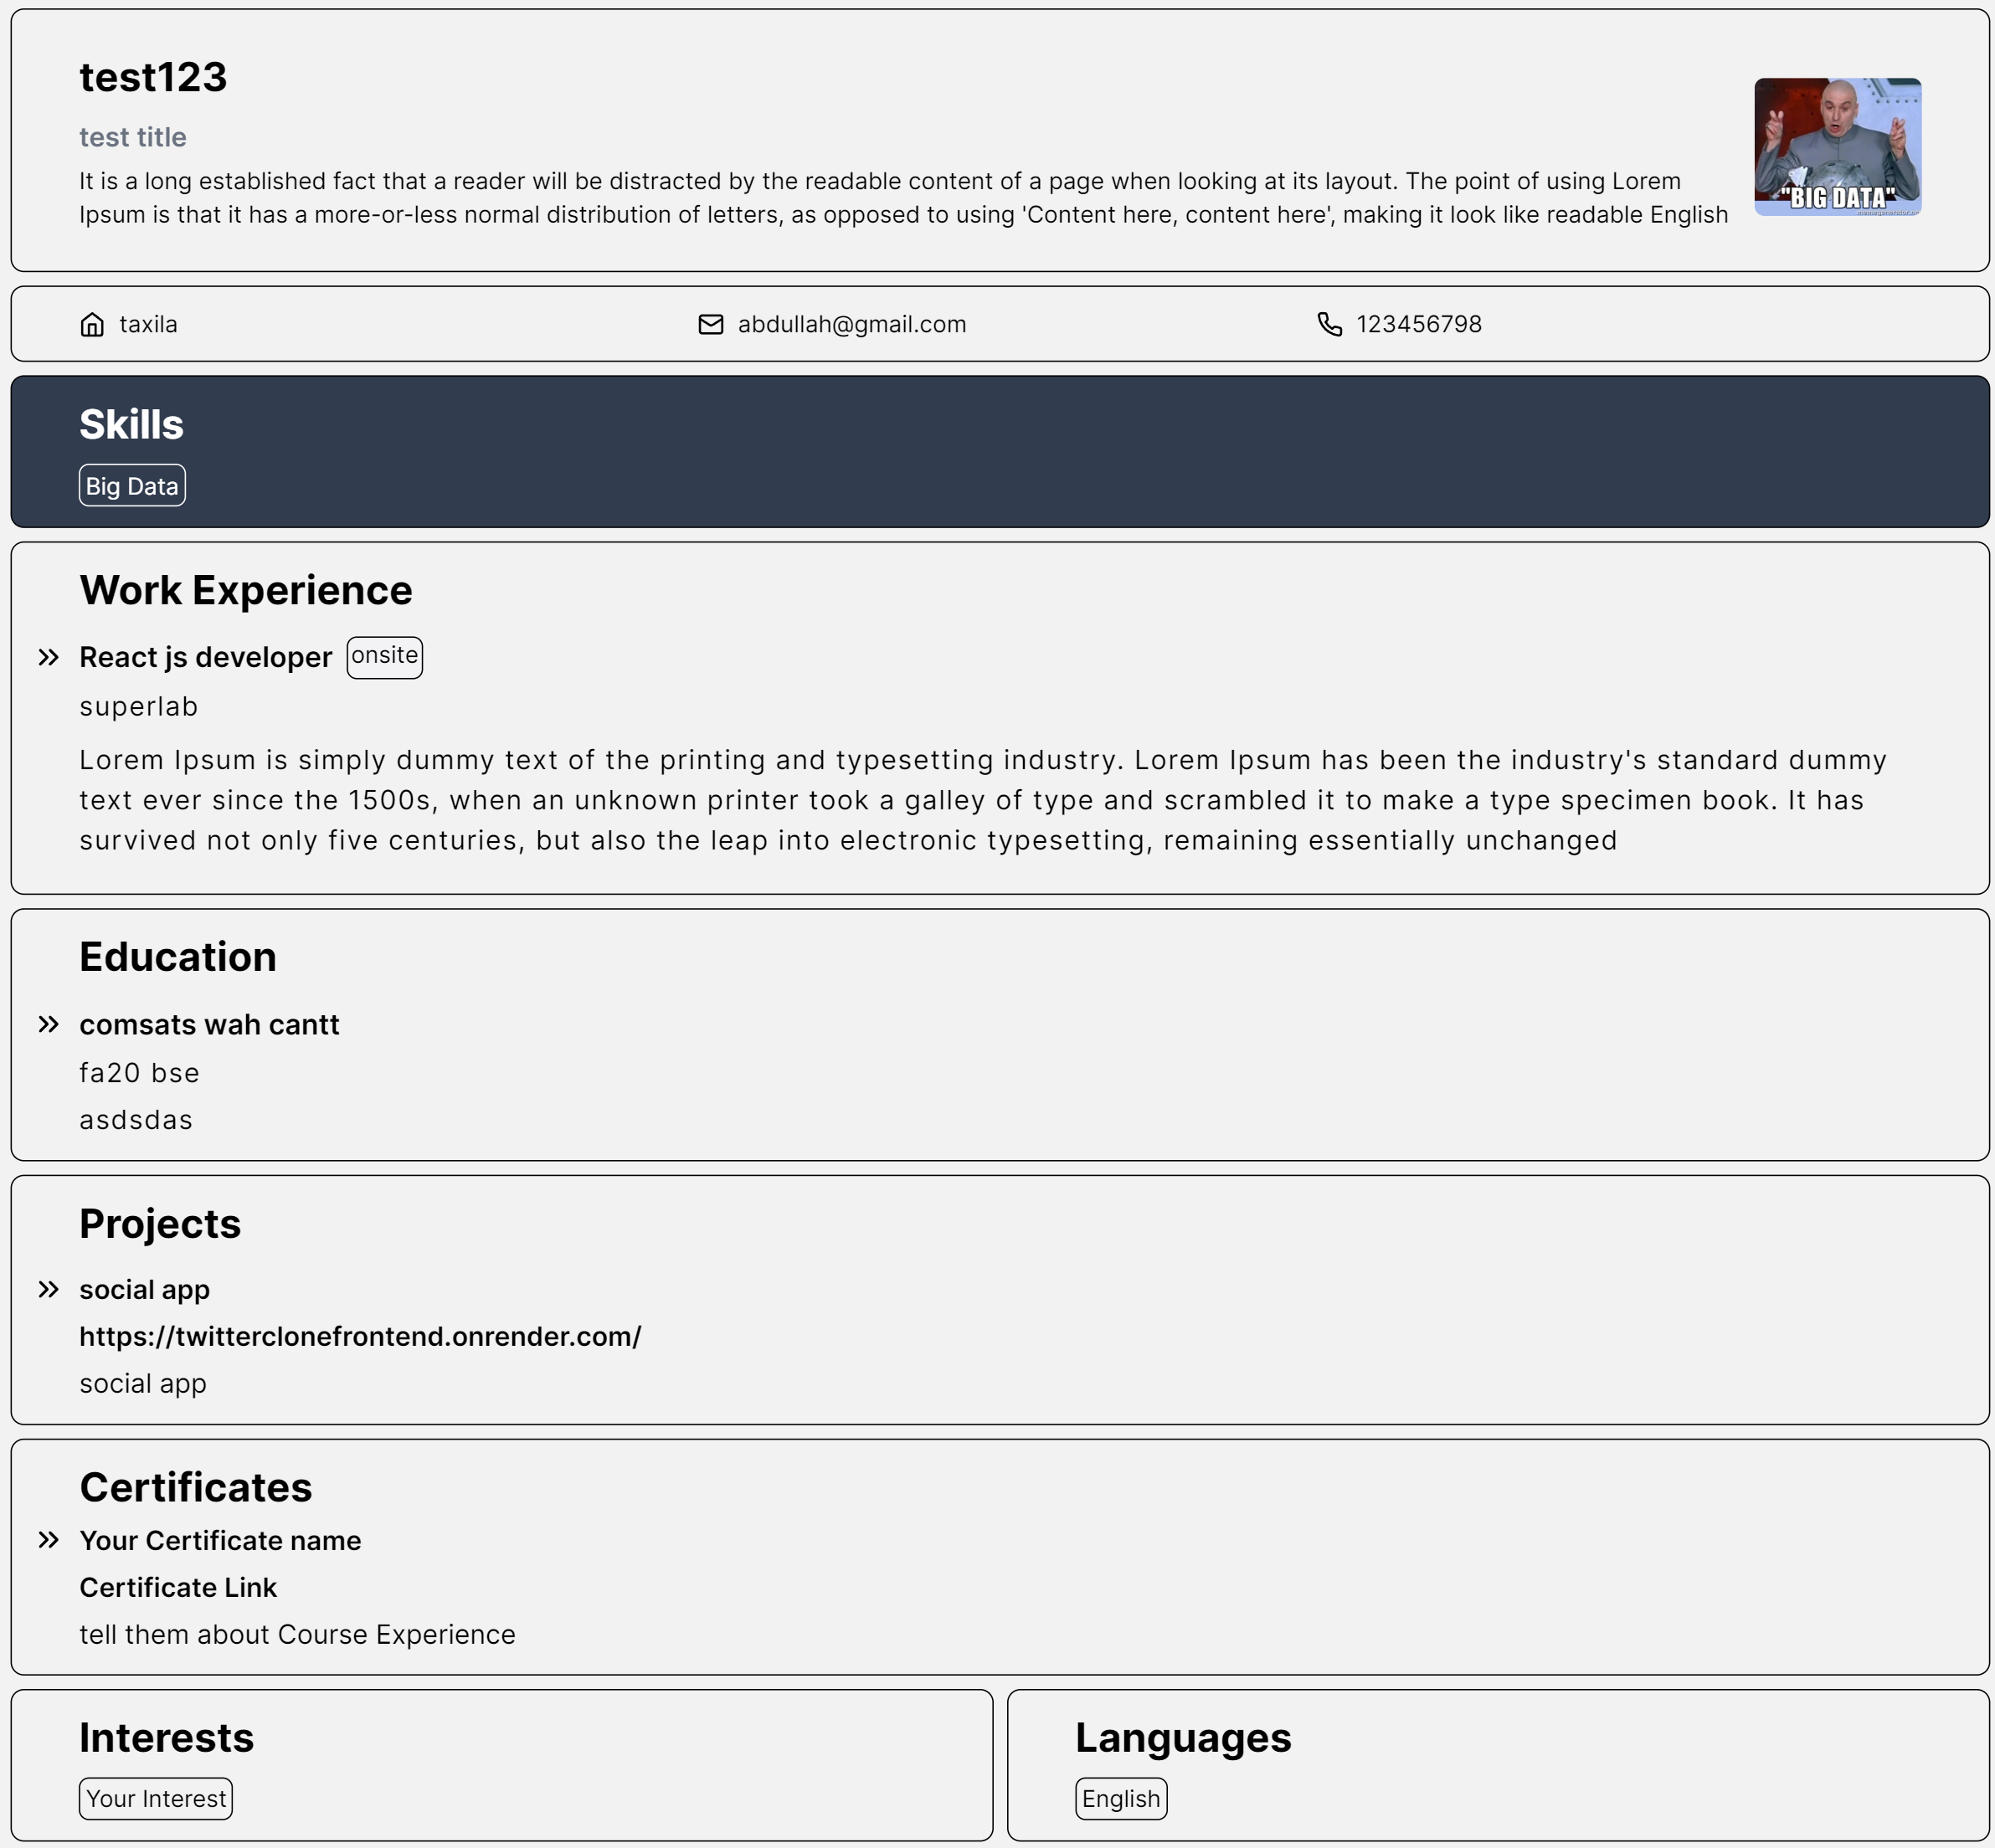 test123
test title
It is a long established fact that a reader will be distracted by the readable content of a page when looking at its layout. The point of using Lorem
Ipsum is that it has a more-or-less normal distribution of letters, as opposed to using 'Content here, content here', making it look like readable English
"BIG DATA"
taxila
abdullah@gmail.com
123456798
Skills
Big Data
Work Experience
React js developer onsite
superlab
Lorem Ipsum is simply dummy text of the printing and typesetting industry. Lorem Ipsum has been the industry's standard dummy
text ever since the 1500s, when an unknown printer took a galley of type and scrambled it to make a type specimen book. It has
survived not only five centuries, but also the leap into electronic typesetting, remaining essentially unchanged
Education
comsats wah cantt
fa20 bse
asdsdas
Projects
social app
https://twitterclonefrontend.onrender.com/
social app
Certificates
Your Certificate name
Certificate Link
tell them about Course Experience
Interests
Your Interest
Languages
English